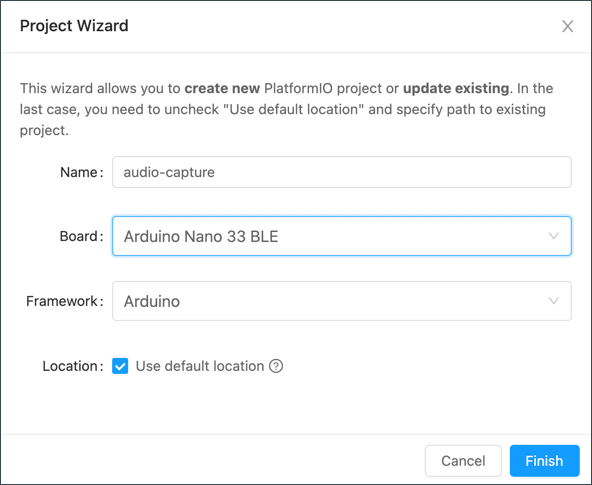 Project Wizard
This wizard allows you to create new PlatformIO project or update existing. In the
last case, you need to uncheck "Use default location" and specify path to existing
project.
Name: audio-capture
Board: Arduino Nano 33 BLE
Framework: Arduino
Location: Use default location
Cancel Finish